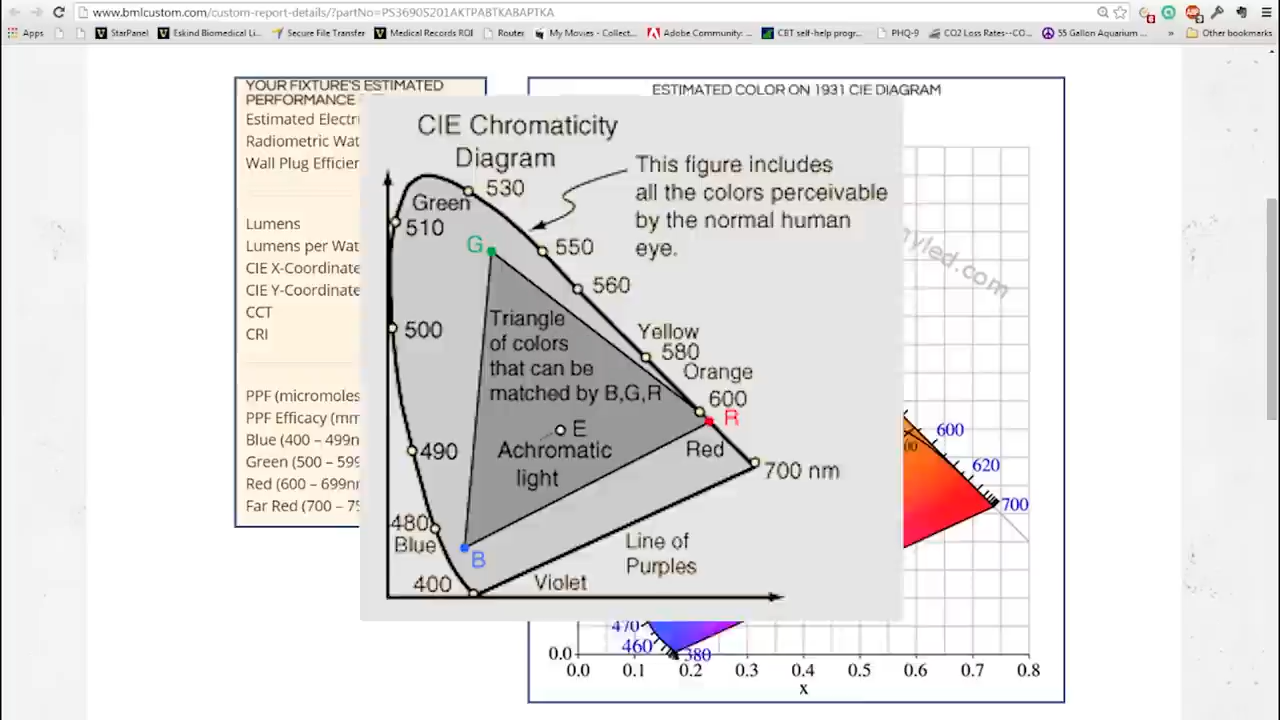 www.bmlcustom.com/custom-report-details/?partNo=PS3690S201AKTPABTKABAPTKA
Apps
StarPanel
Eskind Biomedical Li...
Secure File Transfer
Medical Records ROI
Router
My Movies - Collect...
Adobe Community: ...
CBT self-help progr...
PHQ-9
CO2 Loss Rates--CO...
55 Gallon Aquarium ...
»
Other bookmarks
YOUR FIXTURE'S ESTIMATED
PERFORMANCE
Estimated Electri
Radiometric Wat
Wall Plug Efficien
Lumens
Lumens per Wat
CIE X-Coordinate
CIE Y-Coordinate
CCT
CRI
PPF (micromoles
PPF Efficacy (mm
Blue (400 – 499n
Green (500 – 599
Red (600 – 699nr
Far Red (700 – 75
ESTIMATED COLOR ON 1931 CIE DIAGRAM
CIE Chromaticity
Diagram
This figure includes
all the colors perceivable
by the normal human
eye.
530
Green
510
G
550
560
500
Triangle
of colors
that can be
matched by B,G,R
Yellow
580
Orange
600
R
E
Achromatic
light
Red
490
700 nm
480
Blue
B
Line of
Purples
400
Violet
nyled.com
600
00
620
700
470
460
380
0.0
0.0 0.1 0.2 0.3 0.4 0.5 0.6 0.7 0.8
x